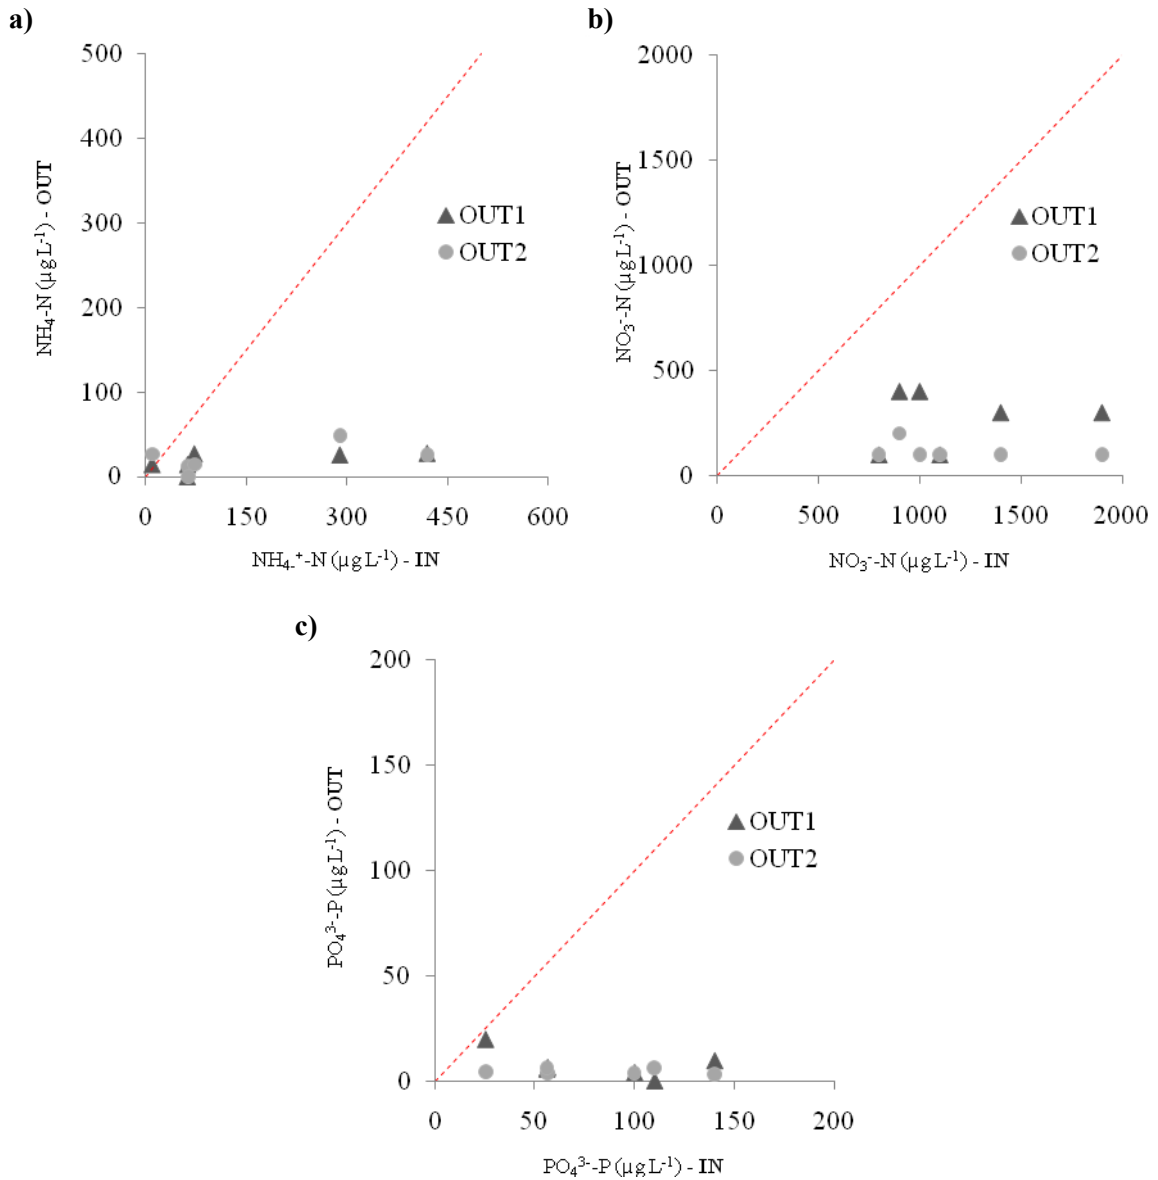 a)
500
400
300
200
100
0
NH₄-N (µg L⁻¹) - OUT
OUT1
OUT2
0 150 300 450 600
NH₄₋⁺-N (µg L⁻¹) - IN
b)
2000
1500
1000
500
0
NO₃⁻-N (µg L⁻¹) - OUT
OUT1
OUT2
0 500 1000 1500 2000
NO₃⁻-N (µg L⁻¹) - IN
c)
200
150
100
50
0
PO₄³⁻-P (µg L⁻¹) - OUT
OUT1
OUT2
0 50 100 150 200
PO₄³⁻-P (µg L⁻¹) - IN